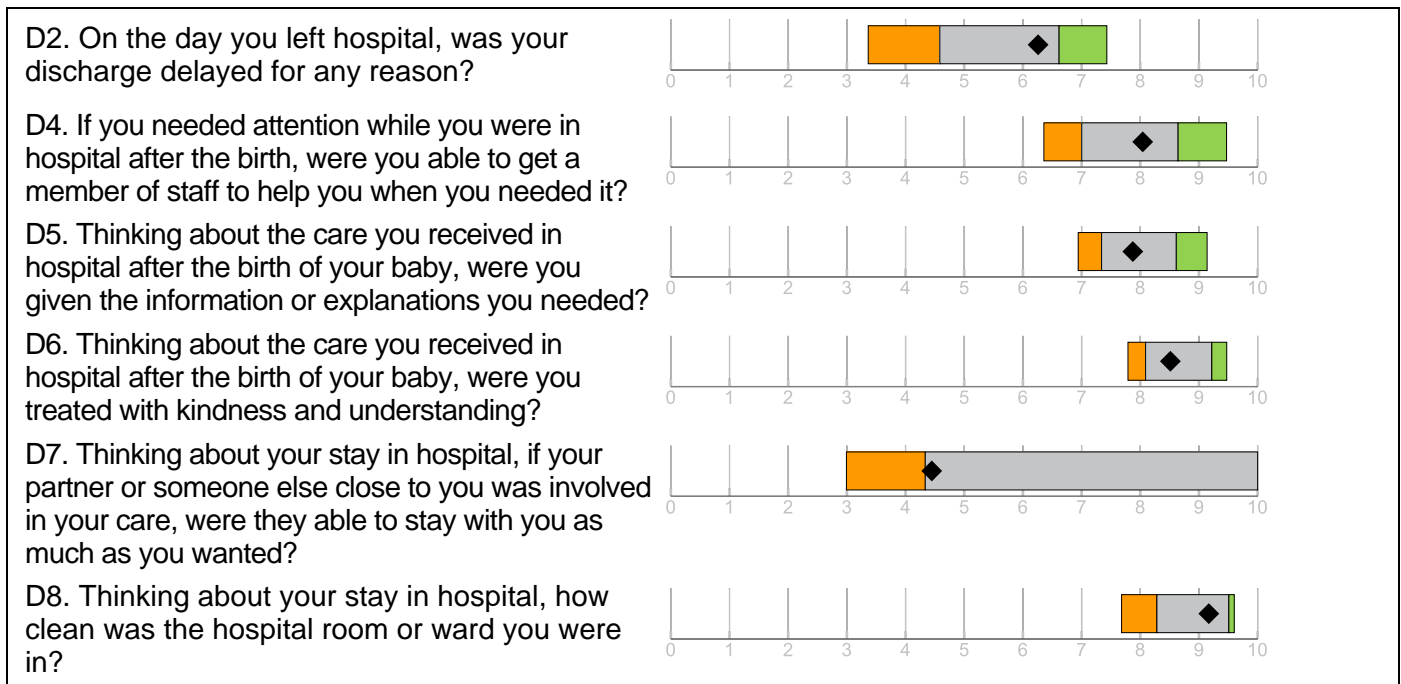 D2. On the day you left hospital, was your
discharge delayed for any reason?
0 1 2 3 4 5 6 7 8 9 10
D4. If you needed attention while you were in
hospital after the birth, were you able to get a
member of staff to help you when you needed it?
0 1 2 3 4 5 6 7 8 9 10
D5. Thinking about the care you received in
hospital after the birth of your baby, were you
given the information or explanations you needed?
0 1 2 3 4 5 6 7 8 9 10
D6. Thinking about the care you received in
hospital after the birth of your baby, were you
treated with kindness and understanding?
0 1 2 3 4 5 6 7 8 9 10
D7. Thinking about your stay in hospital, if your
partner or someone else close to you was involved
in your care, were they able to stay with you as
much as you wanted?
0 1 2 3 4 5 6 7 8 9 10
D8. Thinking about your stay in hospital, how
clean was the hospital room or ward you were
in?
0 1 2 3 4 5 6 7 8 9 10